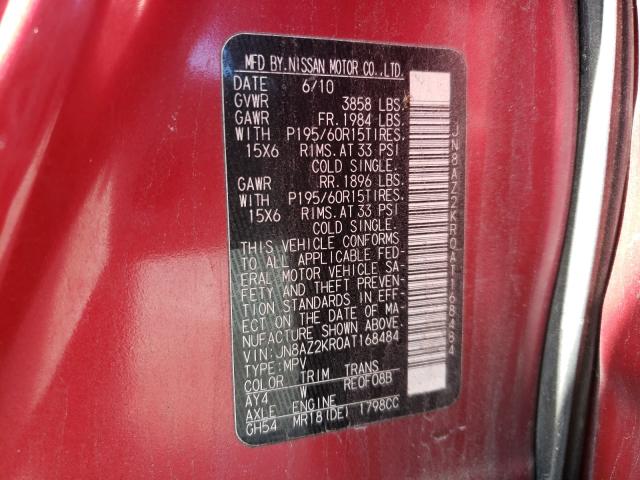 MFD BY.NISSAN MOTOR CO.,LTD.
DATE 6/10
GVWR 3858 LBS.
GAWR FR. 1984 LBS.
WITH P195/60R15TIRES.
15X6 RIMS.AT 33 PSI
COLD SINGLE.
GAWR RR. 1896 LBS.
WITH P195/60R15TIRES.
15X6 RIMS.AT 33 PSI
COLD SINGLE.
THIS VEHICLE CONFORMS
TO ALL APPLICABLE FED-
ERAL MOTOR VEHICLE SA-
FETY AND THEFT PREVEN-
TION STANDARDS IN EFF-
ECT ON THE DATE OF MA-
NUFACTURE SHOWN ABOVE.
VIN: JN8AZ2KR0AT168484
TYPE: MPV
COLOR TRIM TRANS
AY4 W RE0F08B
AXLE ENGINE
GH54 MR18(DE) 1798CC
JN8AZ2KR0AT168484